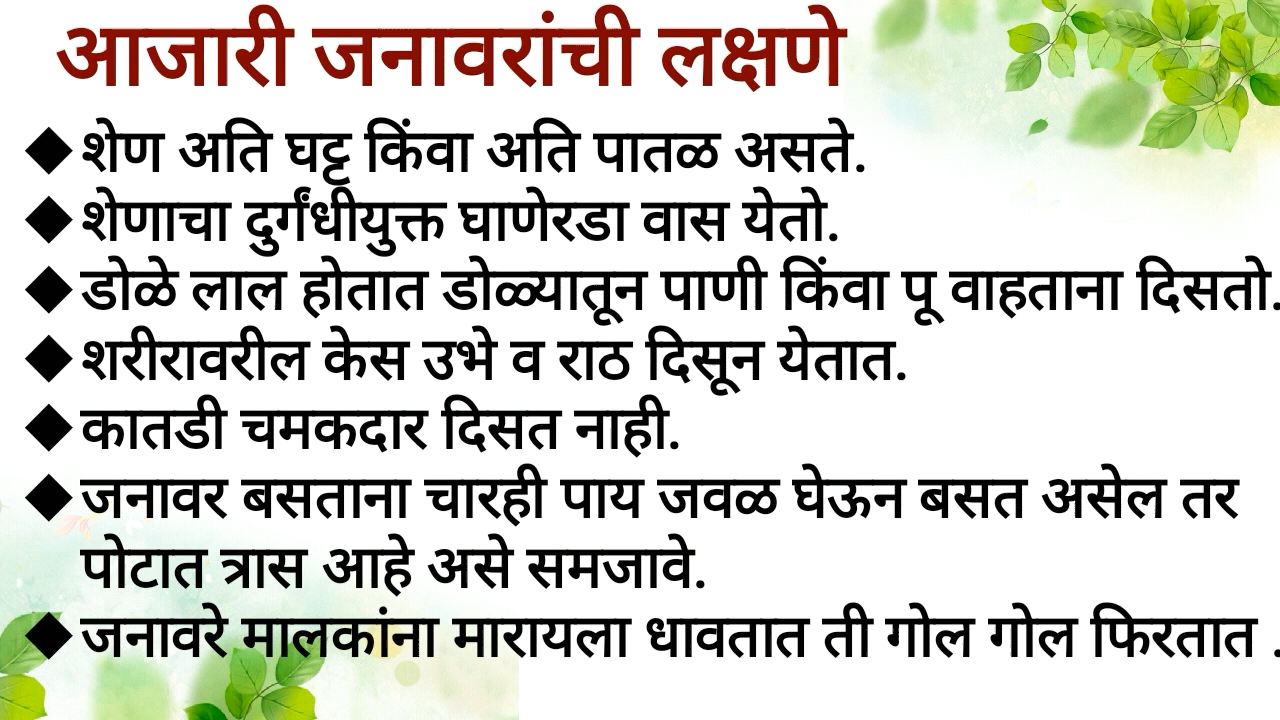 आजारी जनावरांची लक्षणे
◆शेण अति घट्ट किंवा अति पातळ असते.
◆शेणाचा दुर्गंधीयुक्त घाणेरडा वास येतो.
◆डोळे लाल होतात डोळ्यातून पाणी किंवा पू वाहताना दिसतो.
◆शरीरावरील केस उभे व राठ दिसून येतात.
◆कातडी चमकदार दिसत नाही.
◆जनावर बसताना चारही पाय जवळ घेऊन बसत असेल तर
पोटात त्रास आहे असे समजावे.
◆जनावरे मालकांना मारायला धावतात ती गोल गोल फिरतात .